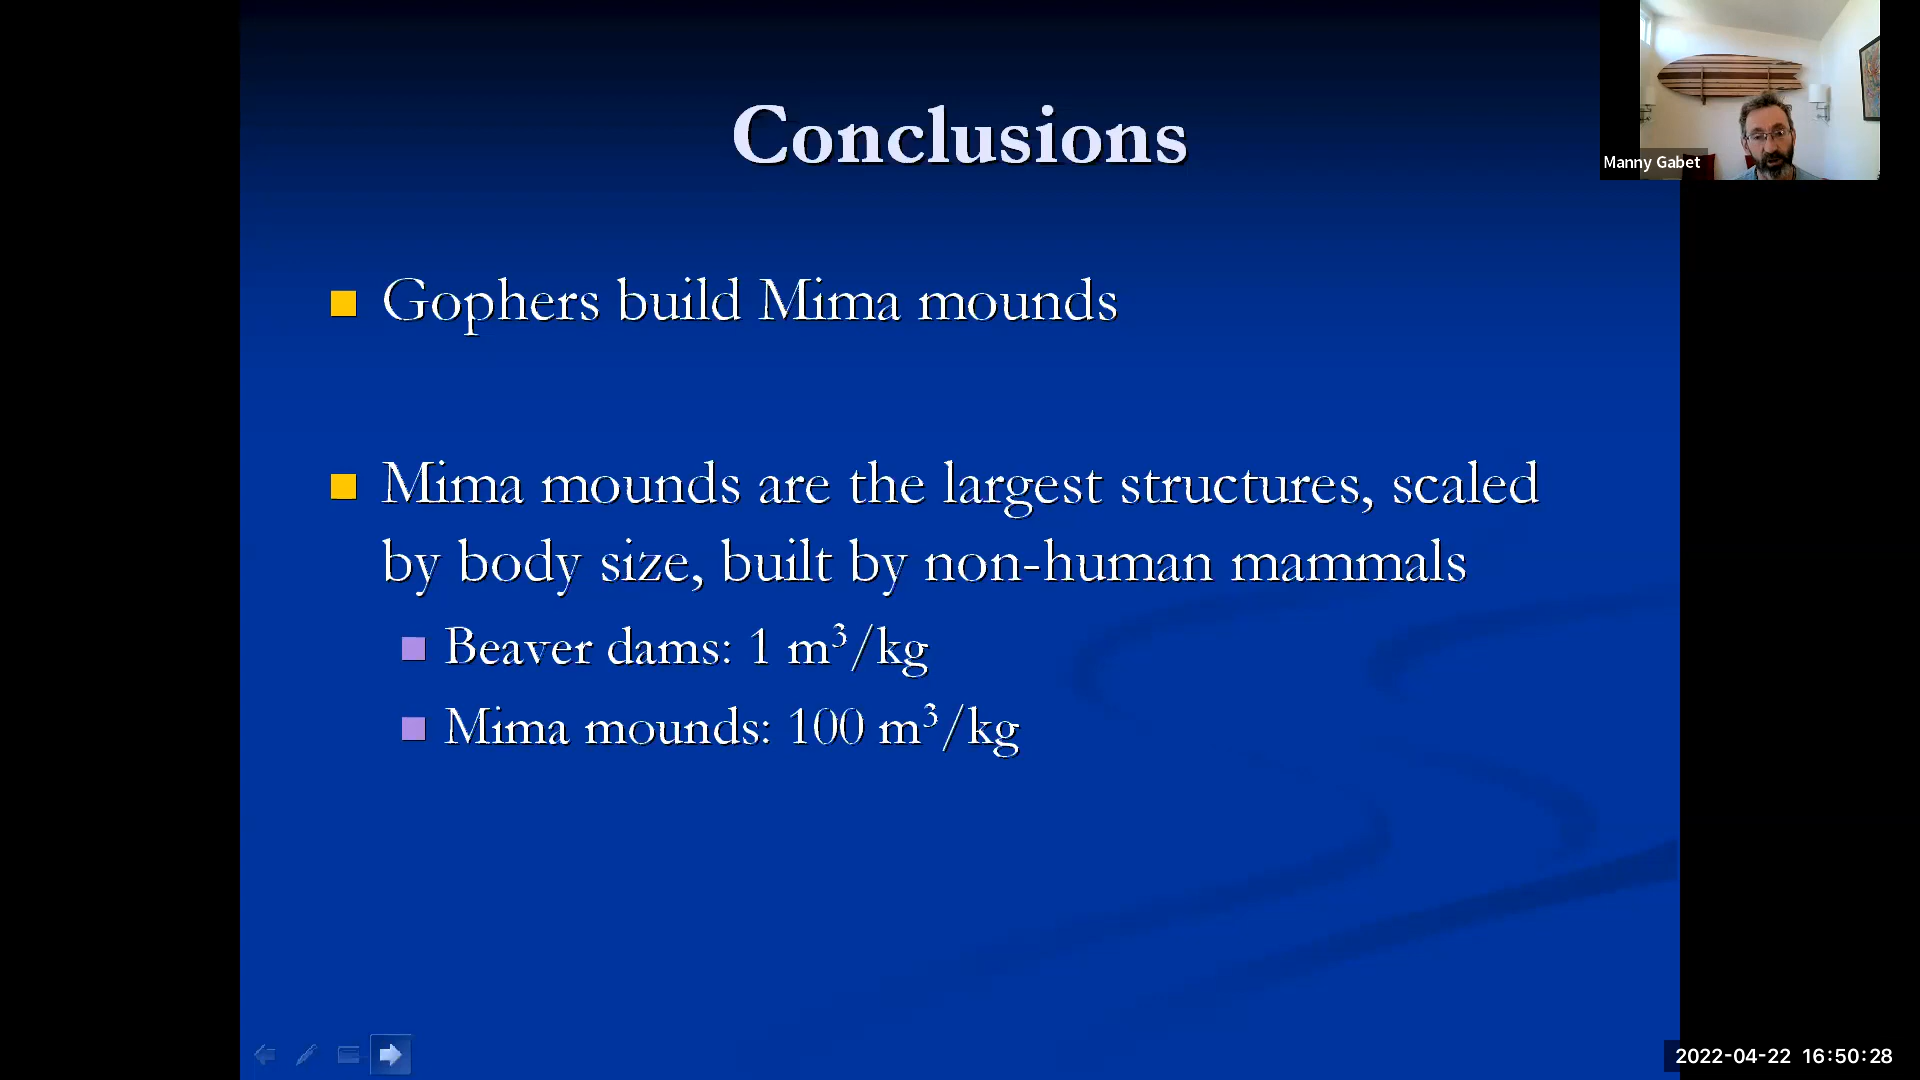 Conclusions
Manny Gabet
Gophers build Mima mounds
Mima mounds are the largest structures, scaled
by body size, built by non-human mammals
Beaver dams: 1 m³/kg
Mima mounds: 100 m³/kg
2022-04-22 16:50:28